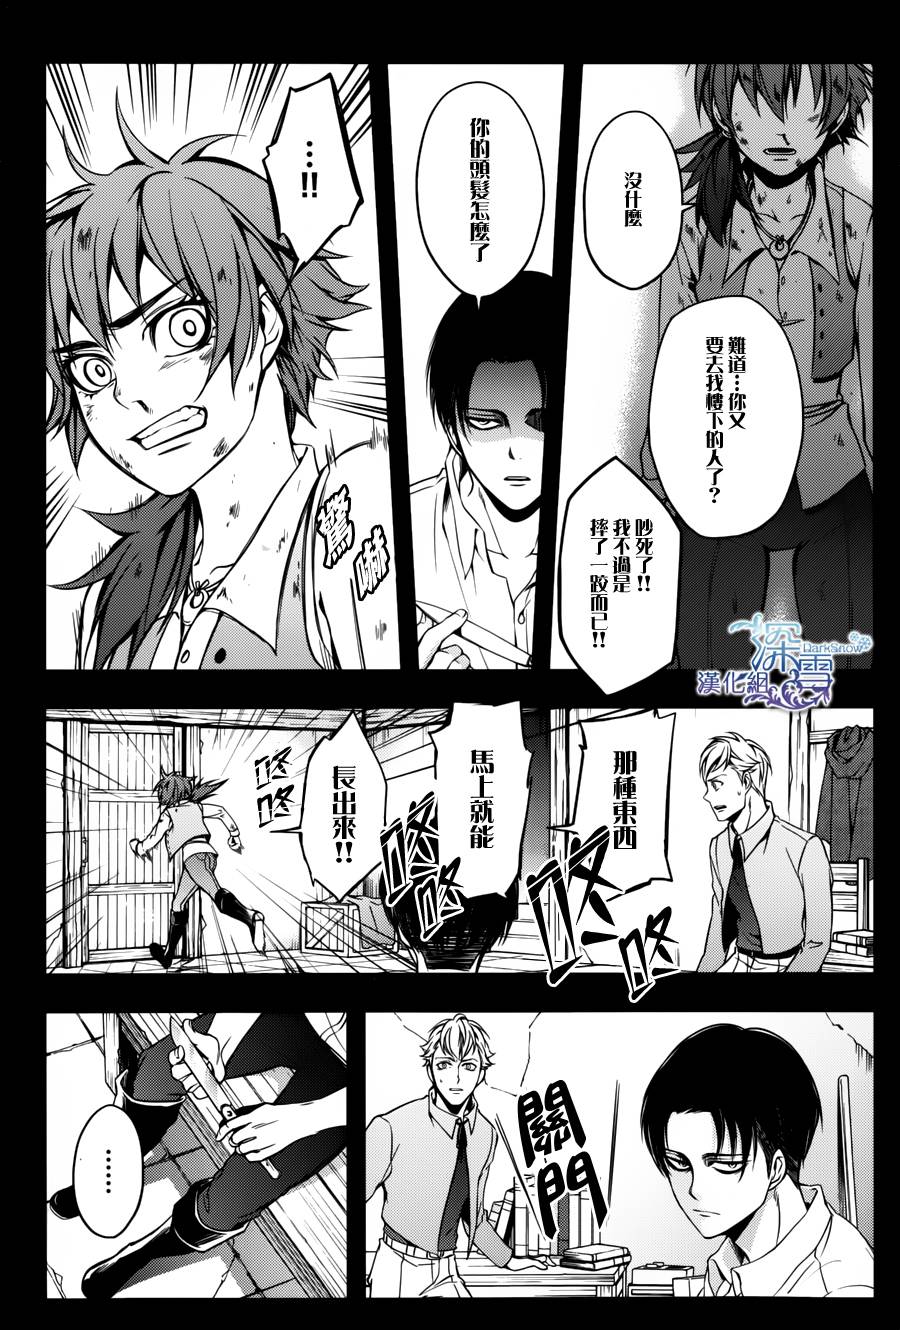 沒什麼
難道…你又
要去找樓下的人了？
吵死了!!
我不過是
摔了一跤而已!!
你的頭髮怎麼了
…!!
驚嚇
DarkSnow
深雪
漢化組
那種東西
馬上就能
長出來!!
咚
咚
咚
咚
咚
咚
關門
……